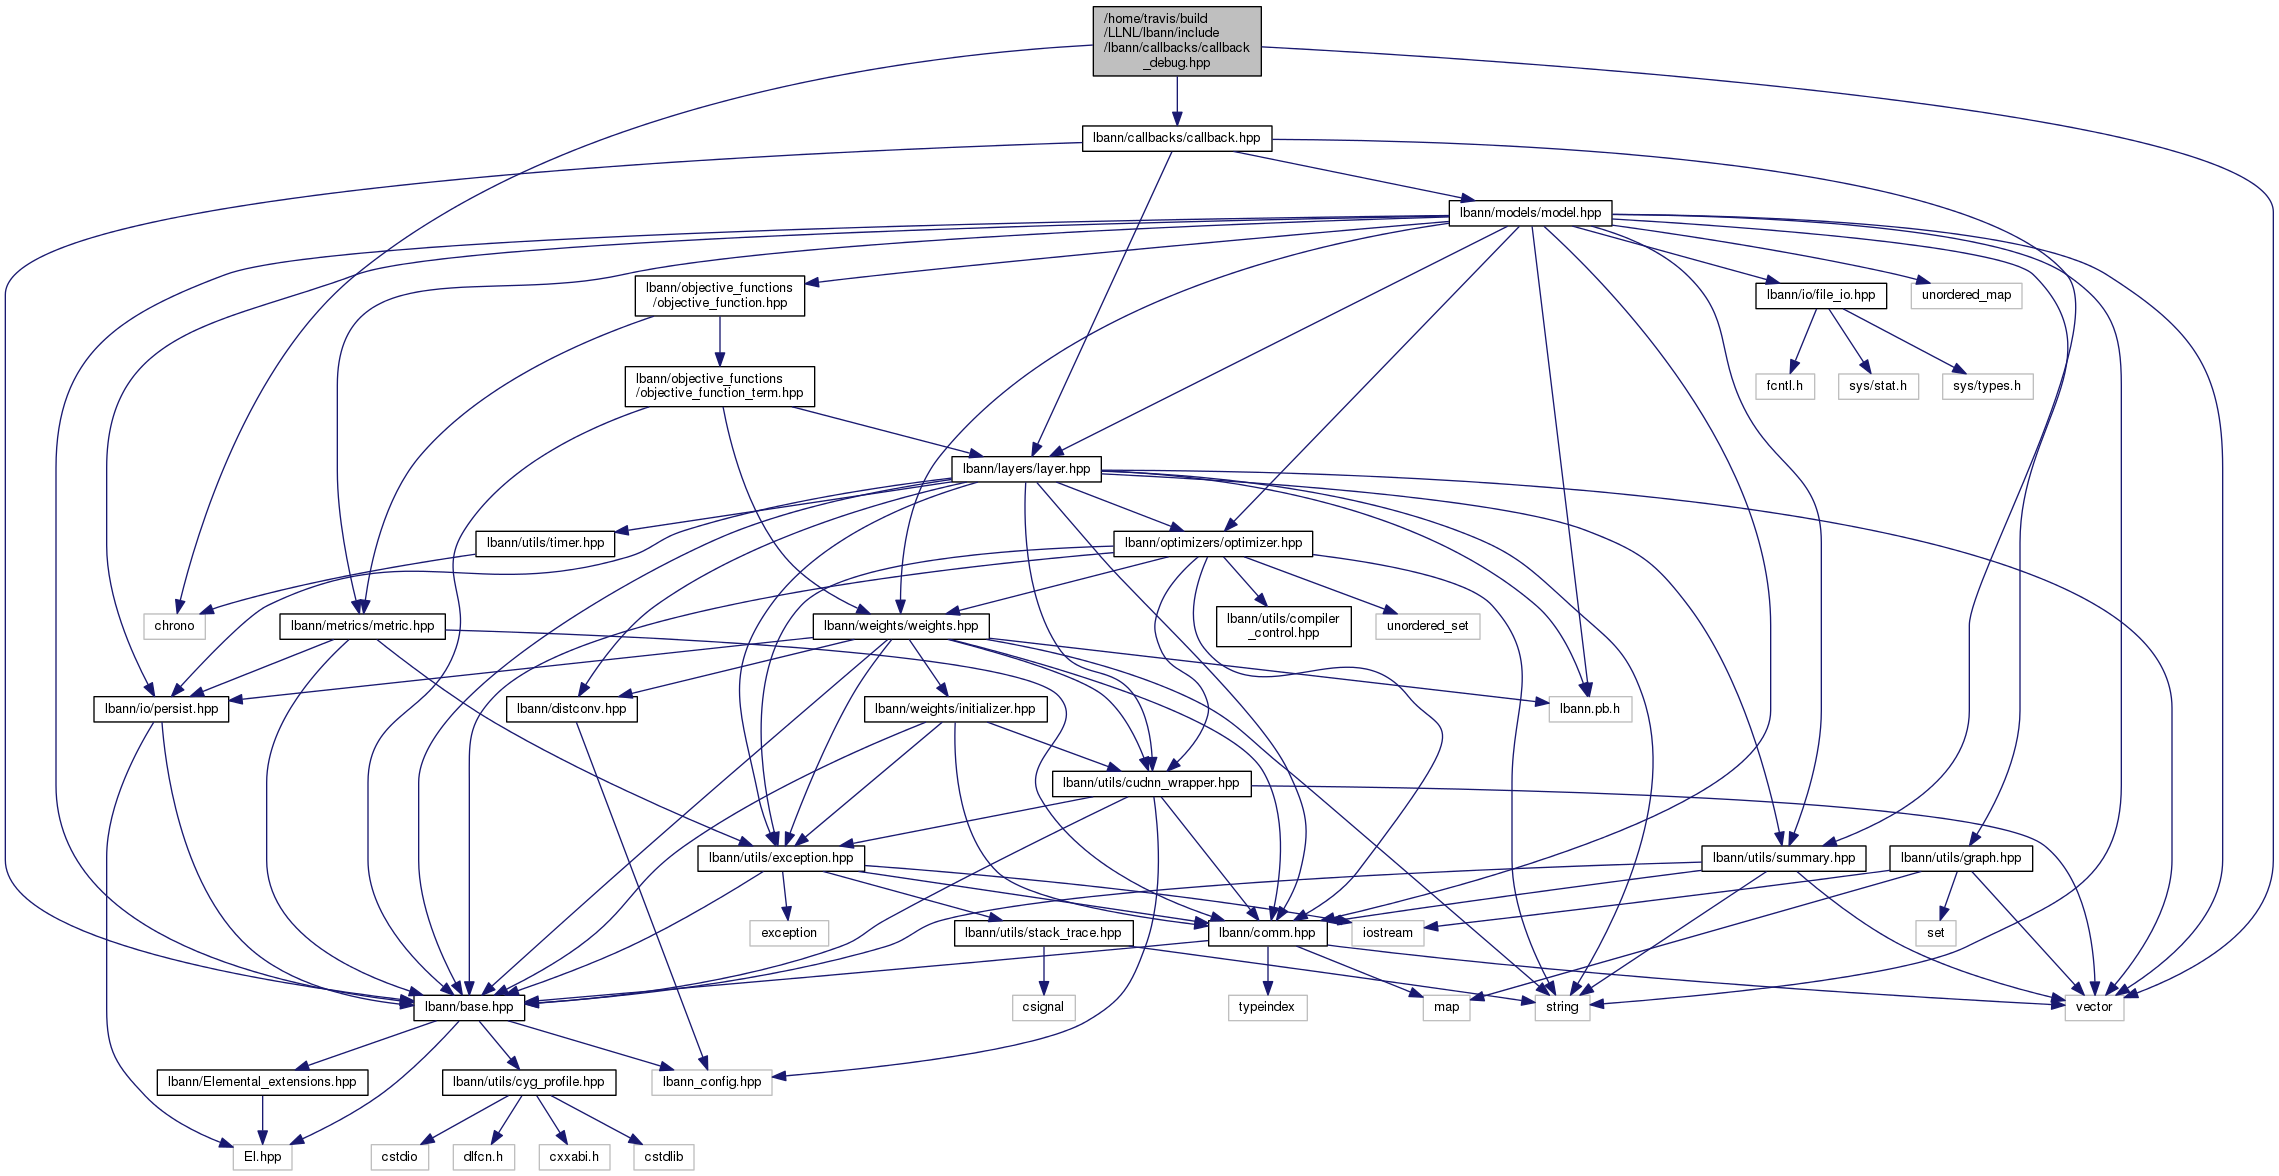 /home/travis/build
/LLNL/lbann/include
/lbann/callbacks/callback
_debug.hpp
lbann/callbacks/callback.hpp
lbann/models/model.hpp
lbann/objective_functions
/objective_function.hpp
lbann/io/file_io.hpp
unordered_map
lbann/objective_functions
/objective_function_term.hpp
fcntl.h
sys/stat.h
sys/types.h
lbann/layers/layer.hpp
lbann/utils/timer.hpp
lbann/optimizers/optimizer.hpp
chrono
lbann/metrics/metric.hpp
lbann/weights/weights.hpp
lbann/utils/compiler
_control.hpp
unordered_set
lbann/io/persist.hpp
lbann/distconv.hpp
lbann/weights/initializer.hpp
lbann.pb.h
lbann/utils/cudnn_wrapper.hpp
lbann/utils/exception.hpp
lbann/utils/summary.hpp
lbann/utils/graph.hpp
exception
lbann/utils/stack_trace.hpp
lbann/comm.hpp
iostream
set
lbann/base.hpp
csignal
typeindex
map
string
vector
lbann/Elemental_extensions.hpp
lbann/utils/cyg_profile.hpp
lbann_config.hpp
El.hpp
cstdio
dlfcn.h
cxxabi.h
cstdlib